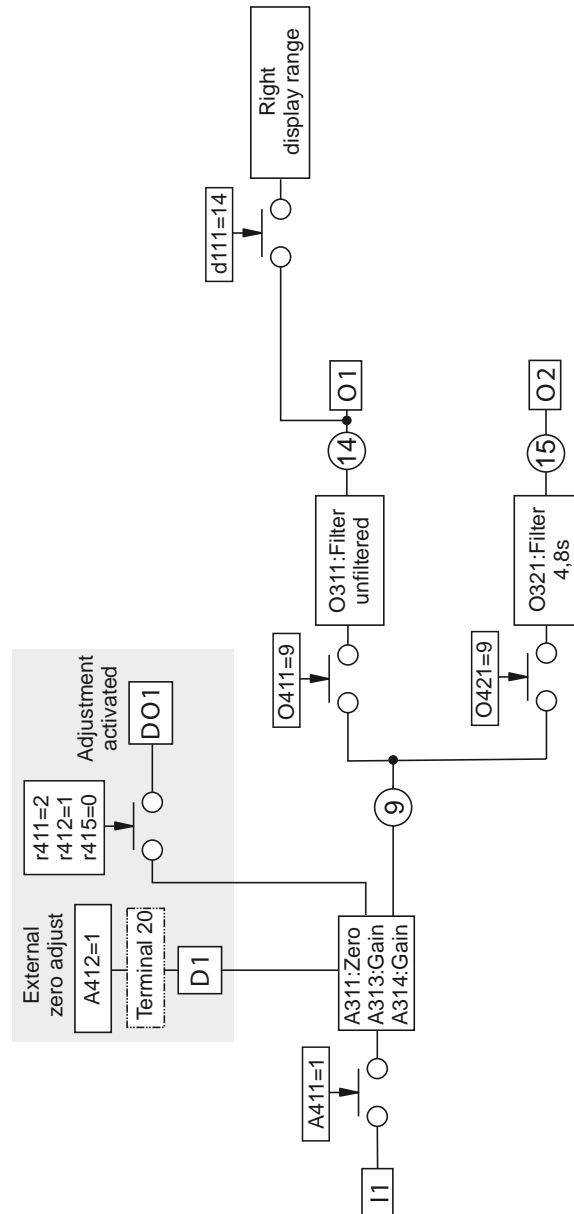 External
zero adjust
A412=1
Terminal 20
D1
r411=2
r412=1
r415=0
Adjustment
activated
DO1
I1
A411=1
A311:Zero
A313:Gain
A314:Gain
9
O411=9
O311:Filter
unfiltered
14
O1
d111=14
Right
display range
O421=9
O321:Filter
4,8s
15
O2